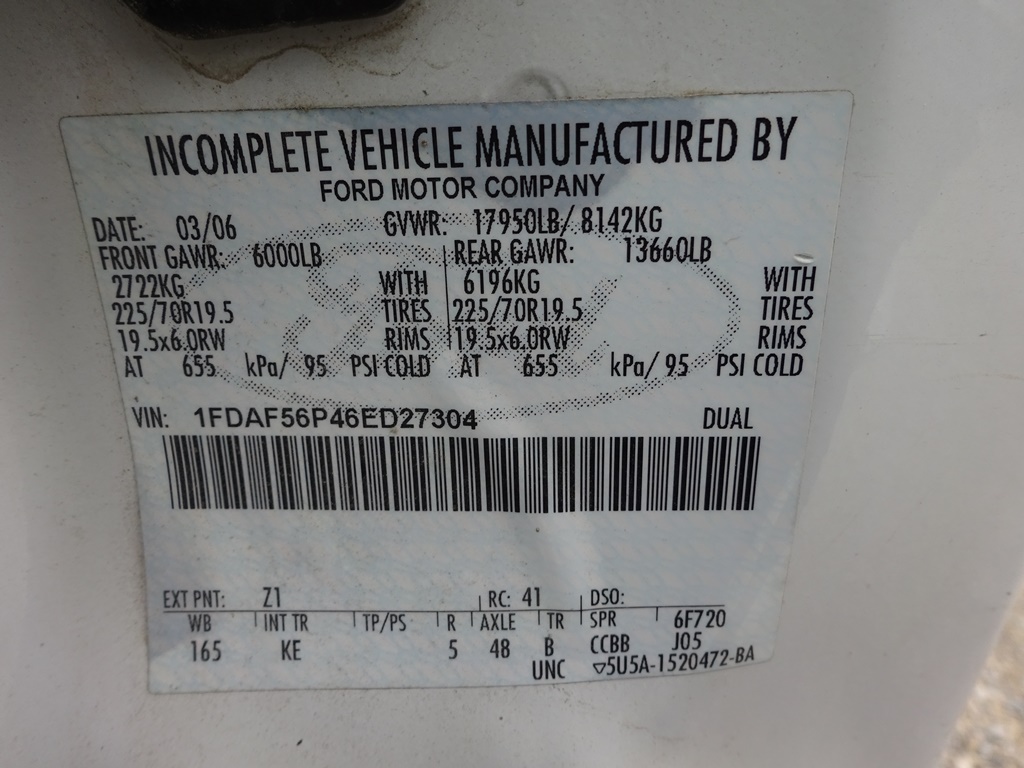 INCOMPLETE VEHICLE MANUFACTURED BY
FORD MOTOR COMPANY
DATE: 03/06 GVWR: 17950LB/ 8142KG
FRONT GAWR: 6000LB REAR GAWR: 13660LB
2722KG WITH 6196KG WITH
225/70R19.5 TIRES 225/70R19.5 TIRES
19.5x6.0RW RIMS 19.5x6.0RW RIMS
AT 655 kPa/ 95 PSI COLD AT 655 kPa/ 95 PSI COLD
VIN: 1FDAF56P46ED27304 DUAL
EXT PNT: Z1 RC: 41 DSO:
WB INT TR TP/PS R AXLE TR SPR 6F720
165 KE 5 48 B CCBB J05
UNC ▽5U5A-1520472-BA